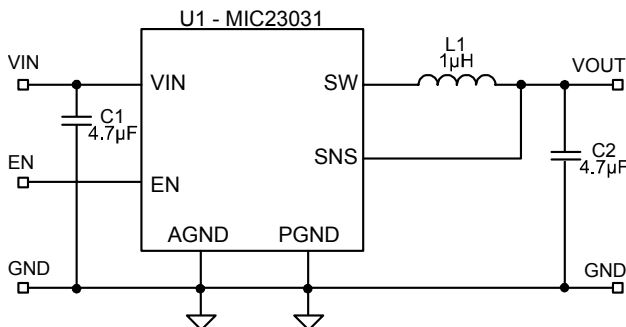 U1 - MIC23031
VIN
VIN
C1
4.7µF
EN
EN
AGND
PGND
GND
SW
SNS
L1
1µH
VOUT
C2
4.7µF
GND